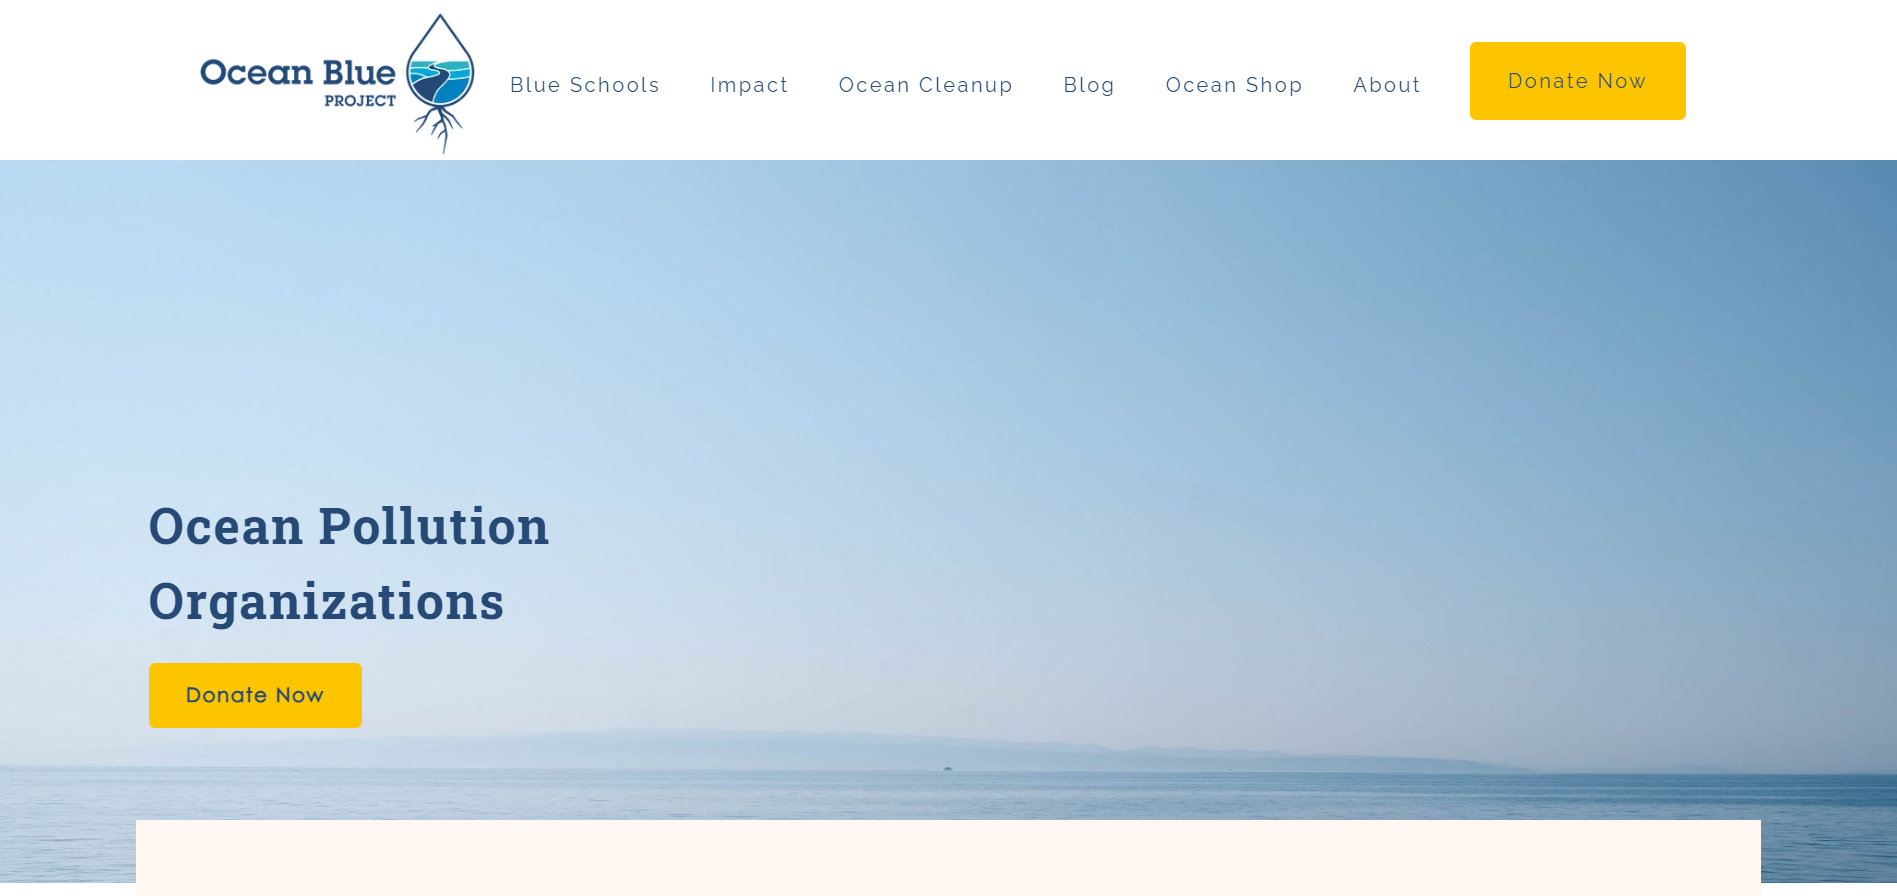 Ocean Blue
PROJECT
Blue Schools
Impact
Ocean Cleanup
Blog
Ocean Shop
About
Donate Now
Ocean Pollution
Organizations
Donate Now